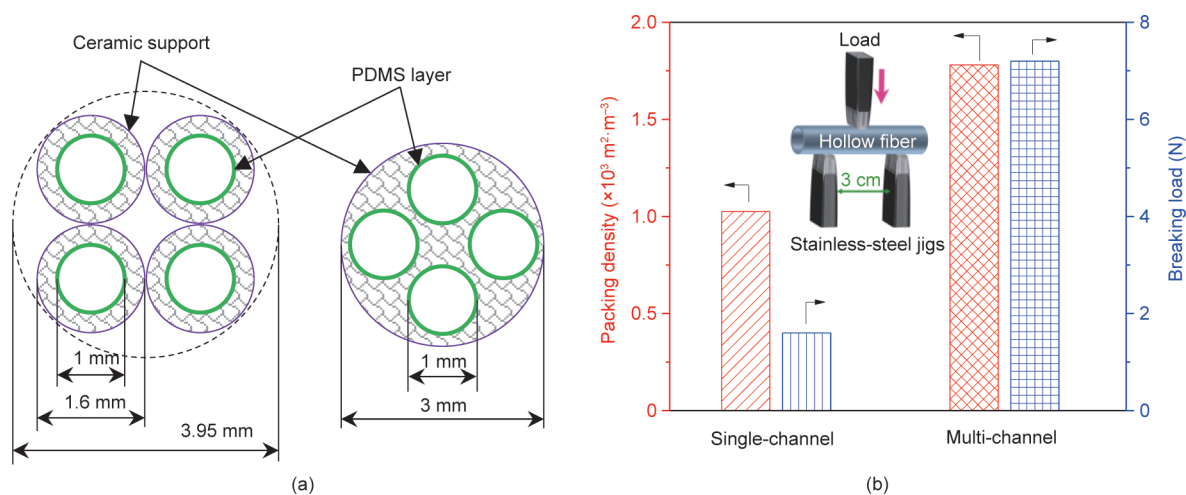 Ceramic support
PDMS layer
1 mm
1.6 mm
3.95 mm
1 mm
3 mm
(a)
2.0
1.5
1.0
0.5
0
Packing density (×10³ m²·m⁻³)
Load
Hollow fiber
3 cm
Stainless-steel jigs
8
6
4
2
0
Breaking load (N)
Single-channel
Multi-channel
(b)